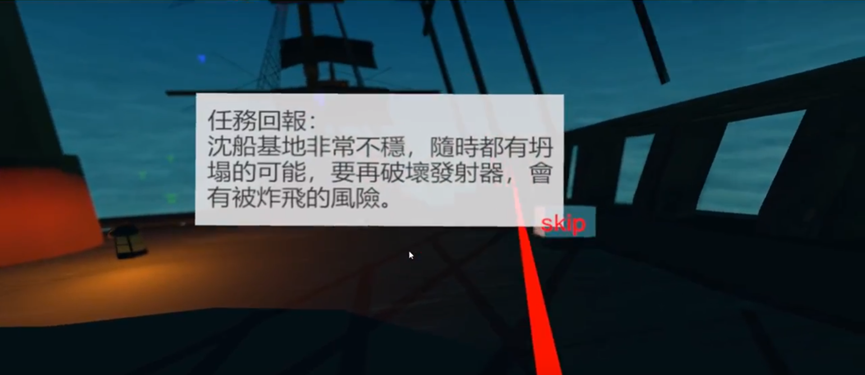 任務回報：
沈船基地非常不穩，隨時都有坍
塌的可能，要再破壞發射器，會
有被炸飛的風險。
skip